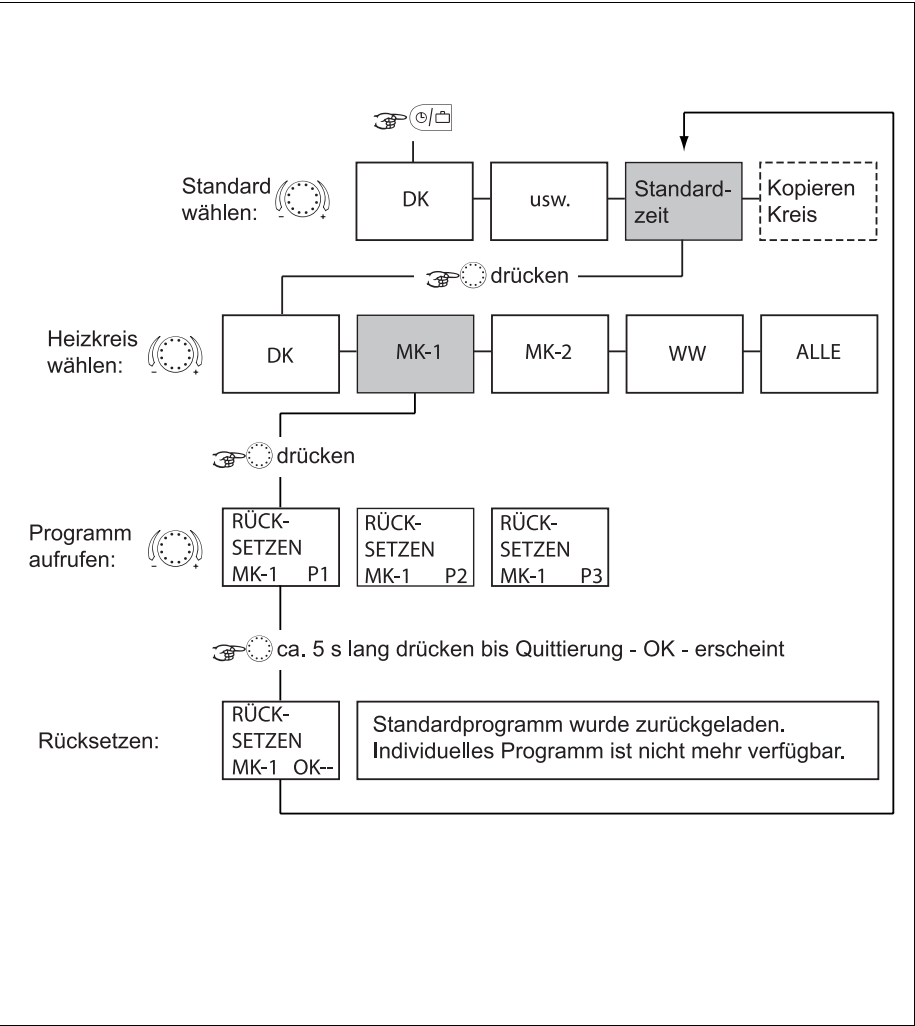 Standard
wählen:
- +
DK
usw.
Standard-
zeit
Kopieren
Kreis
drücken
Heizkreis
wählen:
- +
DK
MK-1
MK-2
WW
ALLE
drücken
Programm
aufrufen:
- +
RÜCK-
SETZEN
MK-1 P1
RÜCK-
SETZEN
MK-1 P2
RÜCK-
SETZEN
MK-1 P3
ca. 5 s lang drücken bis Quittierung - OK - erscheint
Rücksetzen:
RÜCK-
SETZEN
MK-1 OK--
Standardprogramm wurde zurückgeladen.
Individuelles Programm ist nicht mehr verfügbar.